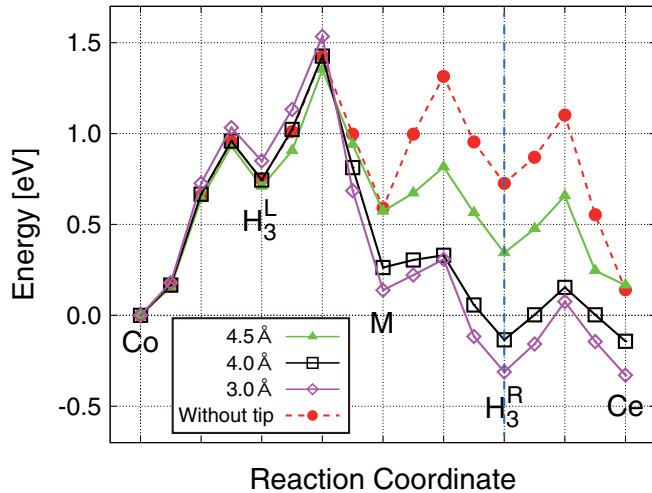 1.5
1.0
0.5
0.0
-0.5
Energy [eV]
Co
H₃ᴸ
M
H₃ᴿ
Ce
4.5 Å
4.0 Å
3.0 Å
Without tip
Reaction Coordinate